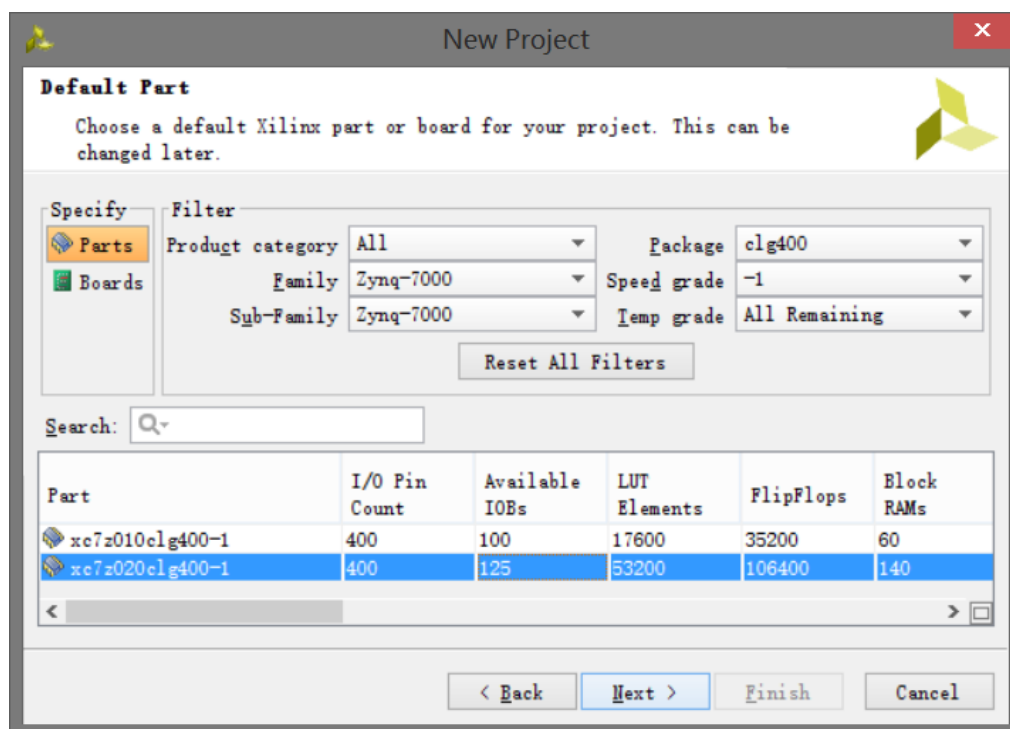 New Project
Default Part
Choose a default Xilinx part or board for your project. This can be
changed later.
Specify
Filter
Parts
Boards
Product category All
Package clg400
Family Zynq-7000
Speed grade -1
Sub-Family Zynq-7000
Temp grade All Remaining
Reset All Filters
Search:
Part I/O Pin Count Available IOBs LUT Elements FlipFlops Block RAMs
xc7z010clg400-1 400 100 17600 35200 60
xc7z020clg400-1 400 125 53200 106400 140
< Back Next > Finish Cancel